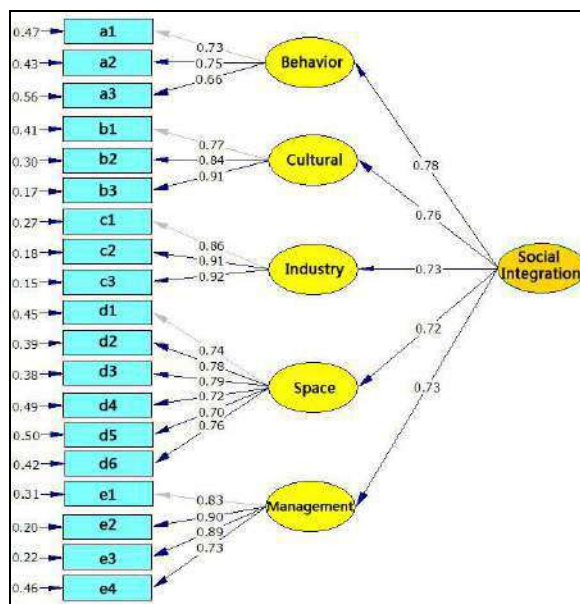 0.47 a1
0.73
0.43 a2
0.75
Behavior
0.56 a3
0.66
0.41 b1
0.77
0.30 b2
0.84
Cultural
0.78
0.17 b3
0.91
0.76
0.27 c1
0.86
0.18 c2
0.91
Industry
0.73
Social
Integration
0.15 c3
0.92
0.45 d1
0.74
0.72
0.39 d2
0.78
0.38 d3
0.79
Space
0.73
0.49 d4
0.72
0.50 d5
0.70
0.42 d6
0.76
0.31 e1
0.83
Management
0.20 e2
0.90
0.22 e3
0.89
0.46 e4
0.73